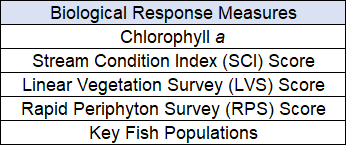 Biological Response Measures
Chlorophyll a
Stream Condition Index (SCI) Score
Linear Vegetation Survey (LVS) Score
Rapid Periphyton Survey (RPS) Score
Key Fish Populations